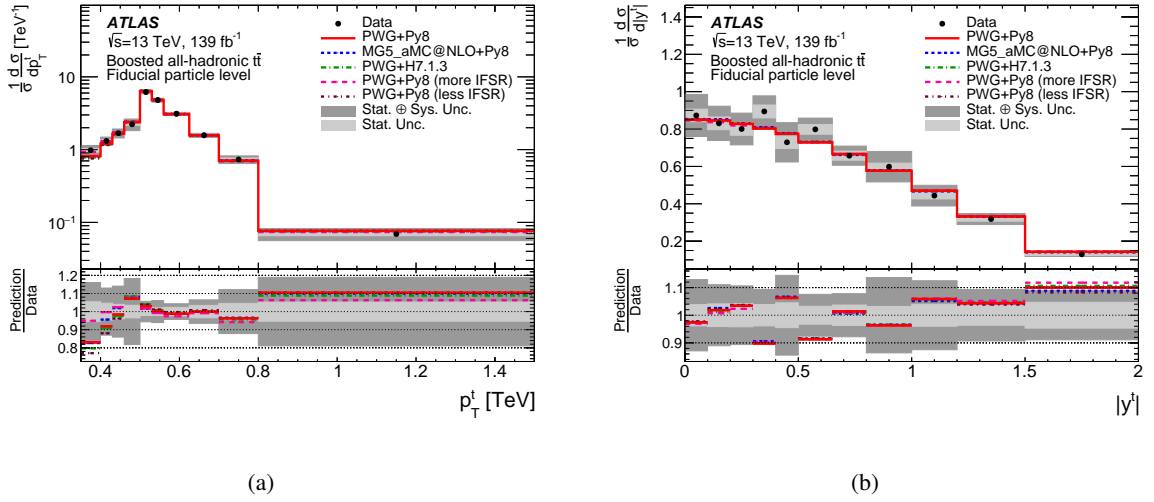 ATLAS
√s=13 TeV, 139 fb⁻¹
Boosted all-hadronic tt̄
Fiducial particle level
Data
PWG+Py8
MG5_aMC@NLO+Py8
PWG+H7.1.3
PWG+Py8 (more IFSR)
PWG+Py8 (less IFSR)
Stat. ⊕ Sys. Unc.
Stat. Unc.
1/σ dσ/dp_T^t [TeV⁻¹]
10
1
10⁻¹
Prediction
Data
1.2
1.1
1.0
0.9
0.8
0.4 0.6 0.8 1.0 1.2 1.4
p_T^t [TeV]
(a)
ATLAS
√s=13 TeV, 139 fb⁻¹
Boosted all-hadronic tt̄
Fiducial particle level
Data
PWG+Py8
MG5_aMC@NLO+Py8
PWG+H7.1.3
PWG+Py8 (more IFSR)
PWG+Py8 (less IFSR)
Stat. ⊕ Sys. Unc.
Stat. Unc.
1/σ dσ/d|y^t|
1.4
1.2
1.0
0.8
0.6
0.4
0.2
Prediction
Data
1.1
1.0
0.9
0 0.5 1.0 1.5 2
|y^t|
(b)